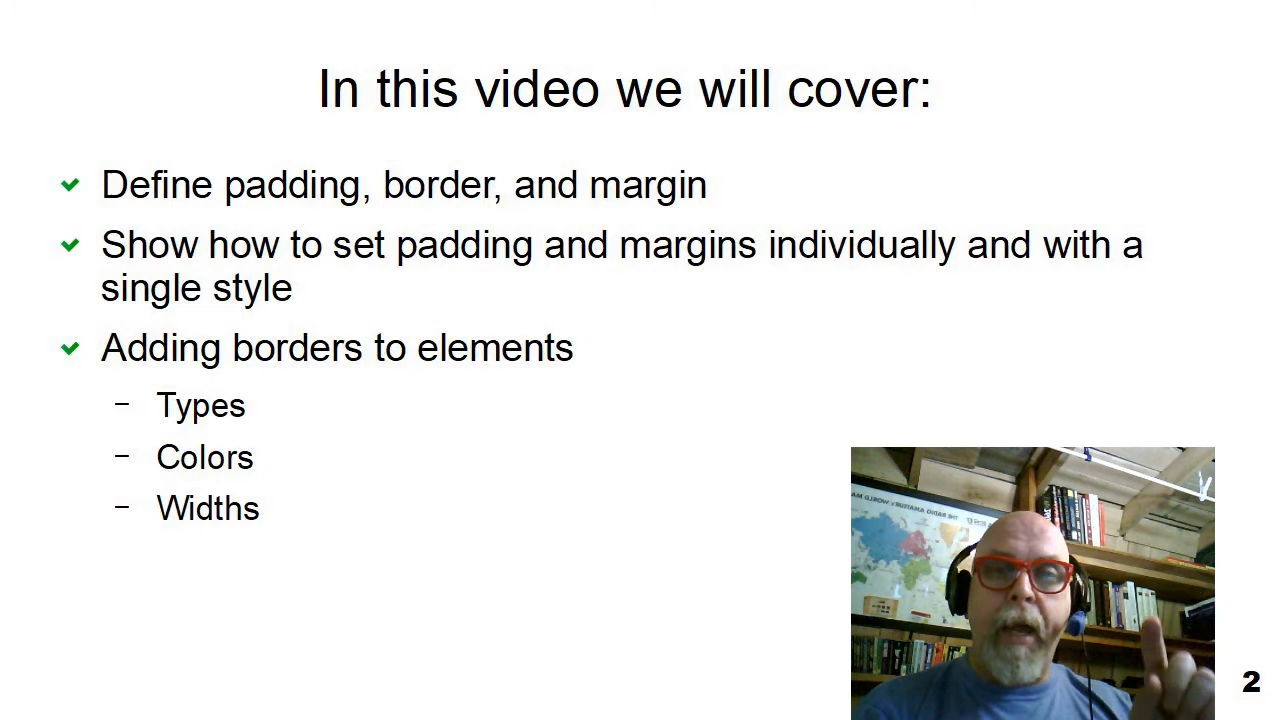 In this video we will cover:
Define padding, border, and margin
Show how to set padding and margins individually and with a
single style
Adding borders to elements
– Types
– Colors
– Widths
2